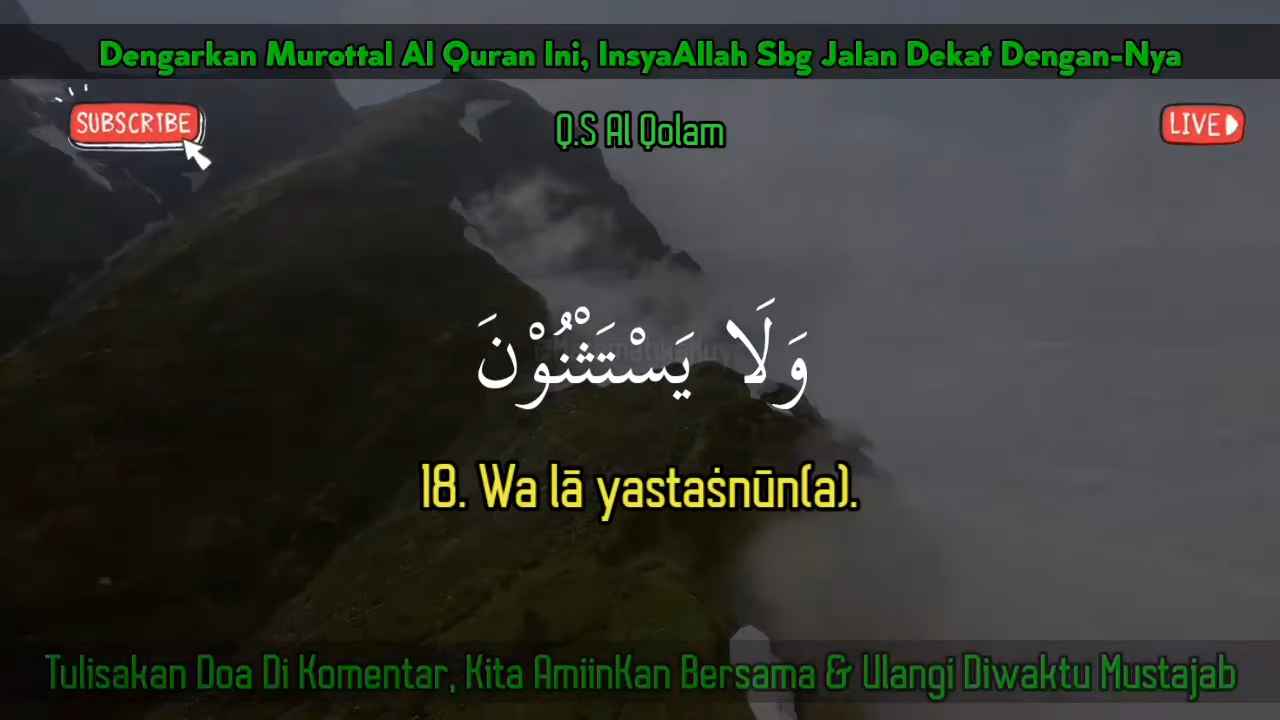 Dengarkan Murottal Al Quran Ini, InsyaAllah Sbg Jalan Dekat Dengan-Nya
SUBSCRIBE
Q.S Al Qolam
LIVE
وَلَا يَسْتَثْنُوْنَ
18. Wa lā yastaṡnūn(a).
Tulisakan Doa Di Komentar, Kita AmiinKan Bersama & Ulangi Diwaktu Mustajab